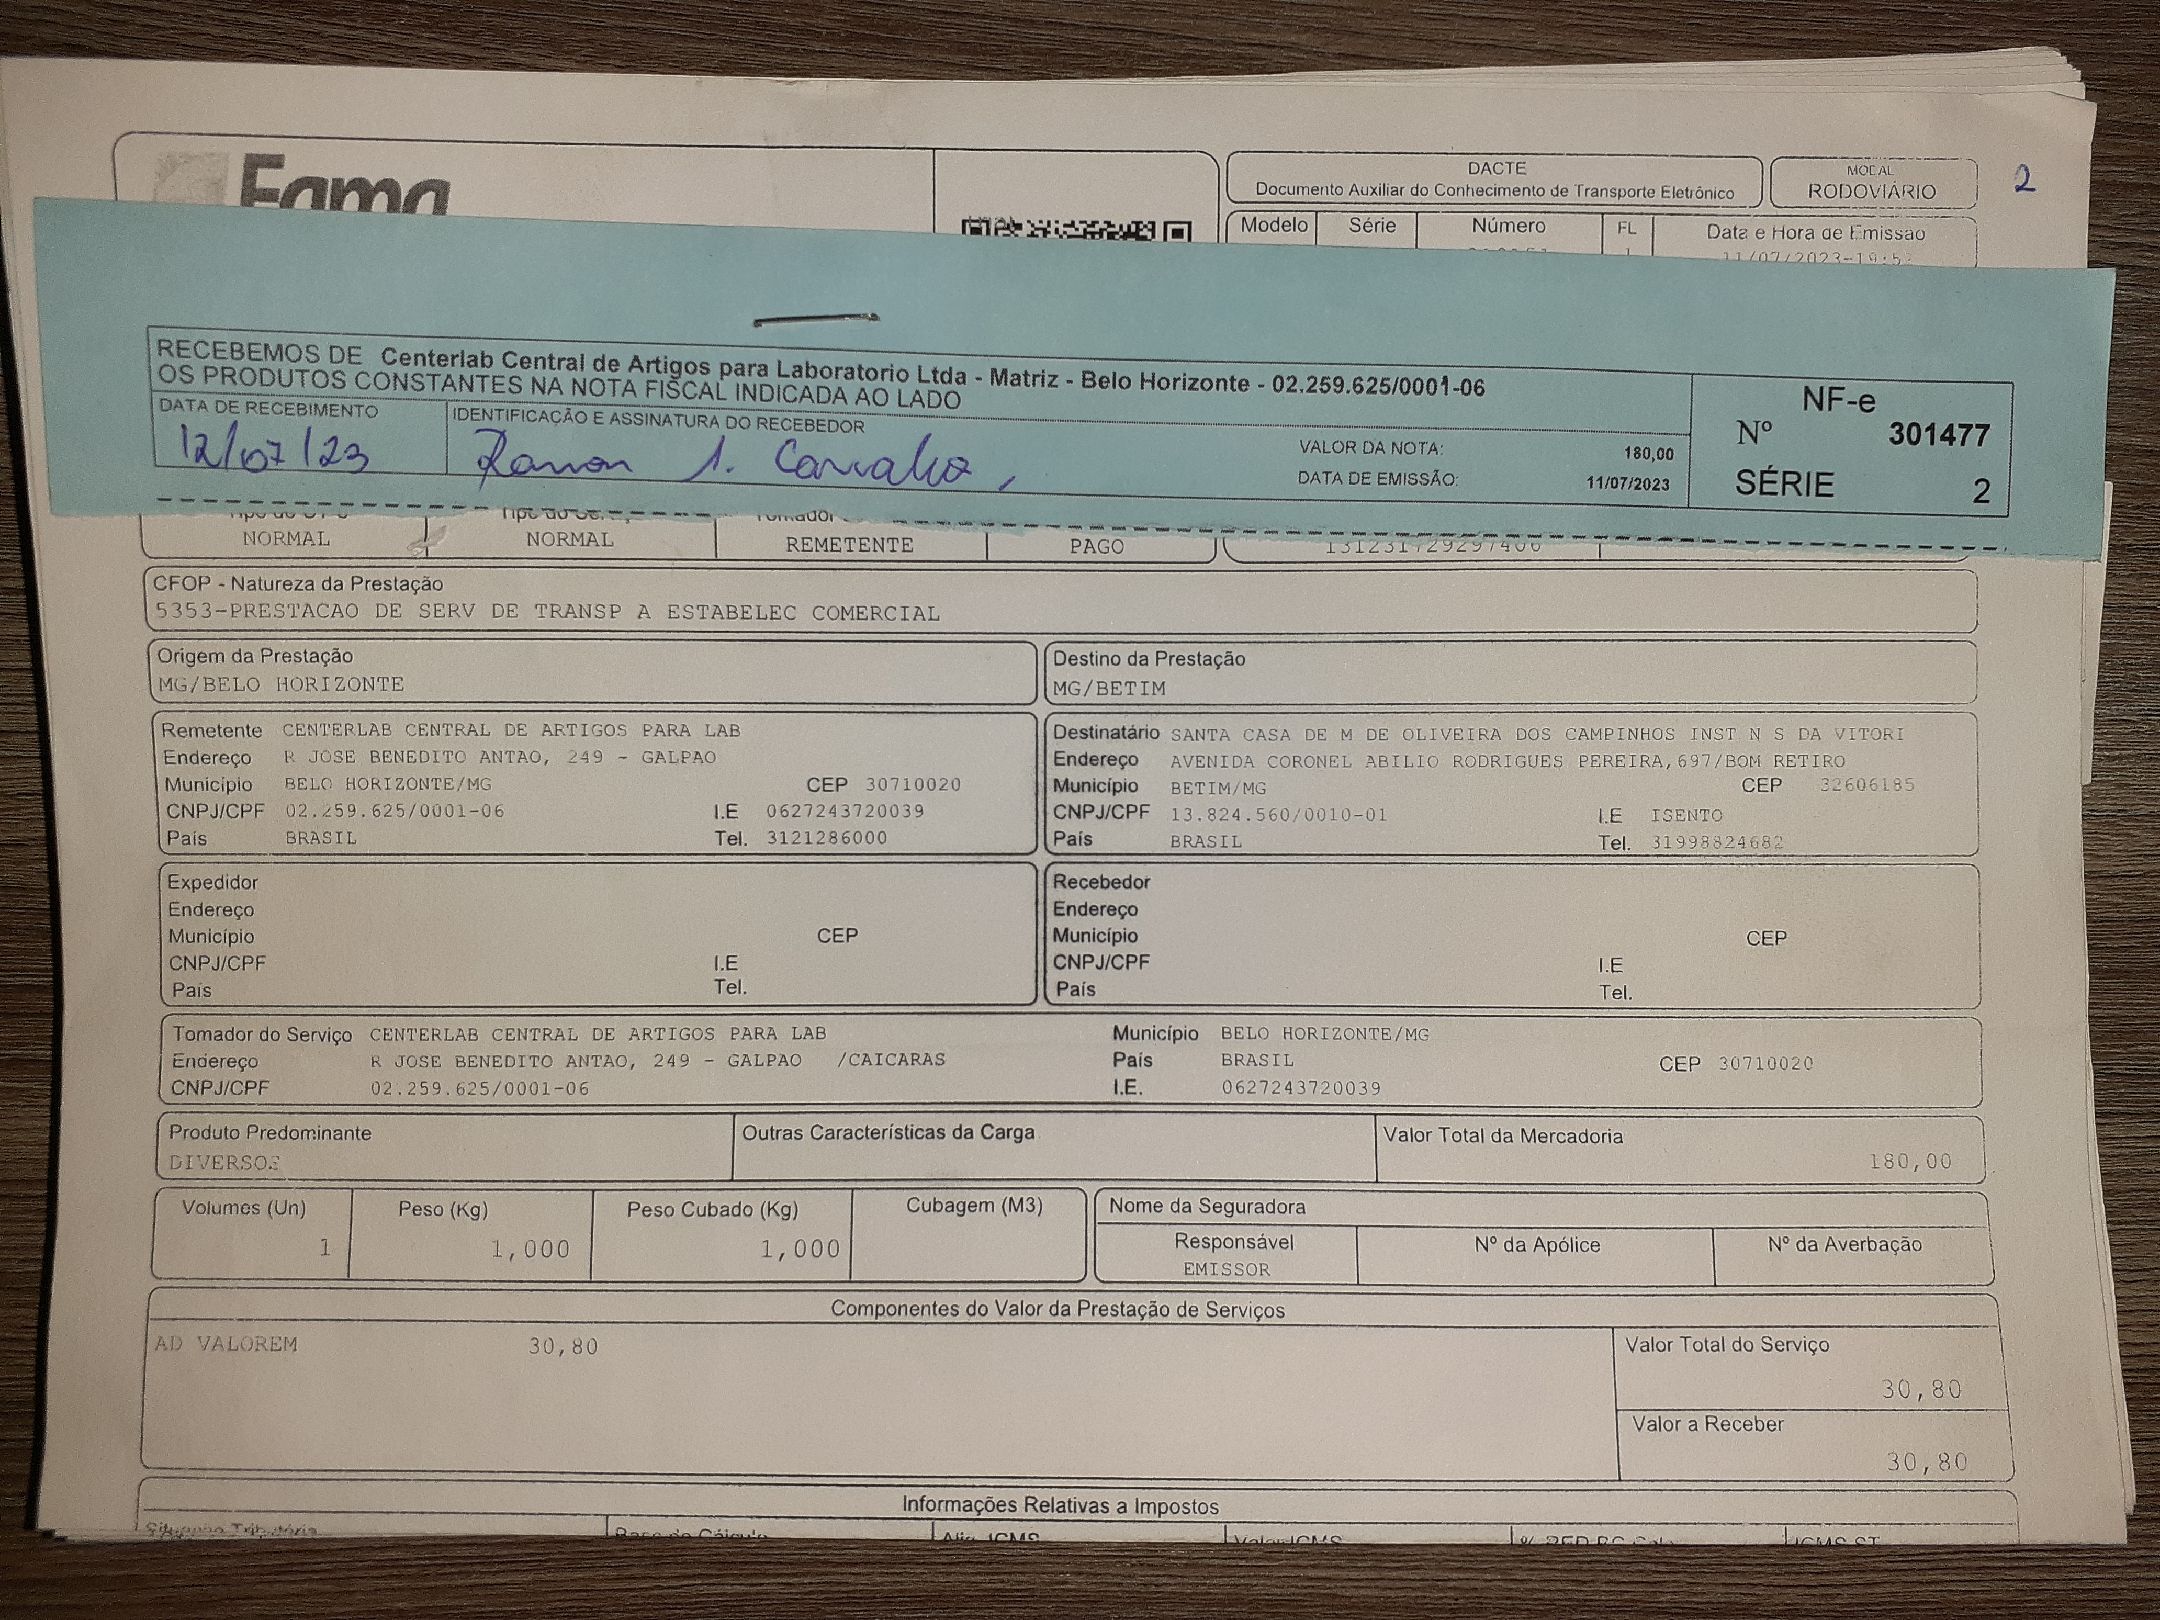 Fama
DACTE
Documento Auxiliar do Conhecimento de Transporte Eletrônico
MODAL
RODOVIÁRIO
2
Modelo Série Número FL Data e Hora de Emissão
11/07/2023-19:5
RECEBEMOS DE Centerlab Central de Artigos para Laboratorio Ltda - Matriz - Belo Horizonte - 02.259.625/0001-06
OS PRODUTOS CONSTANTES NA NOTA FISCAL INDICADA AO LADO
DATA DE RECEBIMENTO
12/07/23
IDENTIFICAÇÃO E ASSINATURA DO RECEBEDOR
Carvalho
VALOR DA NOTA: 180,00
DATA DE EMISSÃO: 11/07/2023
NF-e
Nº 301477
SÉRIE 2
NORMAL NORMAL REMETENTE PAGO
CFOP - Natureza da Prestação
5353-PRESTACAO DE SERV DE TRANSP A ESTABELEC COMERCIAL
Origem da Prestação
MG/BELO HORIZONTE
Destino da Prestação
MG/BETIM
Remetente CENTERLAB CENTRAL DE ARTIGOS PARA LAB
Endereço R JOSE BENEDITO ANTAO, 249 - GALPAO
Município BELO HORIZONTE/MG CEP 30710020
CNPJ/CPF 02.259.625/0001-06 I.E 0627243720039
País BRASIL Tel. 3121286000
Destinatário SANTA CASA DE M DE OLIVEIRA DOS CAMPINHOS INST N S DA VITORI
Endereço AVENIDA CORONEL ABILIO RODRIGUES PEREIRA,697/BOM RETIRO
Município BETIM/MG CEP 32606185
CNPJ/CPF 13.824.560/0010-01 I.E ISENTO
País BRASIL Tel. 31998824682
Expedidor
Endereço
Município CEP
CNPJ/CPF I.E
País Tel.
Recebedor
Endereço
Município CEP
CNPJ/CPF I.E
País Tel.
Tomador do Serviço CENTERLAB CENTRAL DE ARTIGOS PARA LAB Município BELO HORIZONTE/MG
Endereço R JOSE BENEDITO ANTAO, 249 - GALPAO /CAICARAS País BRASIL CEP 30710020
CNPJ/CPF 02.259.625/0001-06 I.E. 0627243720039
Produto Predominante
DIVERSOS
Outras Características da Carga
Valor Total da Mercadoria
180,00
Volumes (Un) Peso (Kg) Peso Cubado (Kg) Cubagem (M3)
1 1,000 1,000
Nome da Seguradora
Responsável Nº da Apólice Nº da Averbação
EMISSOR
Componentes do Valor da Prestação de Serviços
AD VALOREM 30,80
Valor Total do Serviço
30,80
Valor a Receber
30,80
Informações Relativas a Impostos